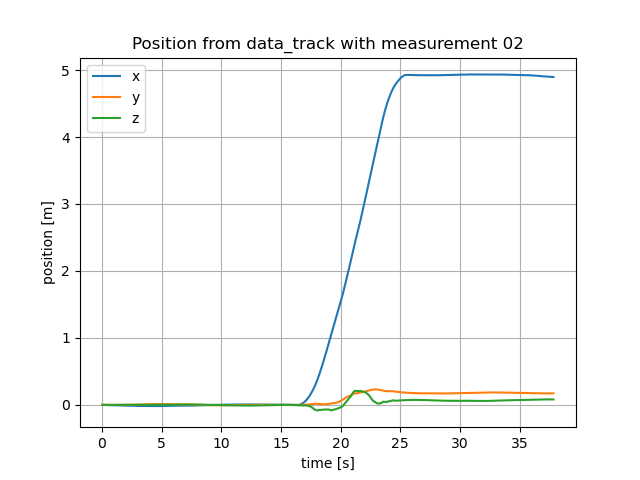 Position from data_track with measurement 02
x
y
z
position [m]
5
4
3
2
1
0
0 5 10 15 20 25 30 35
time [s]